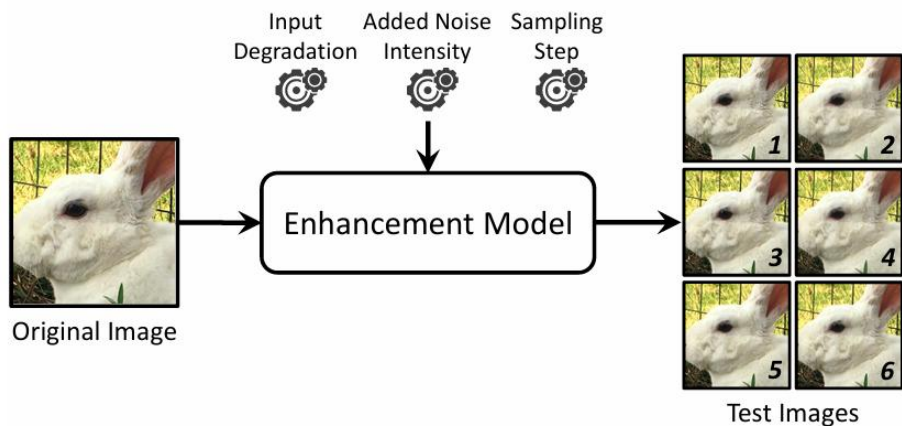 Input
Degradation
Added Noise
Intensity
Sampling
Step
Original Image
Enhancement Model
1
2
3
4
5
6
Test Images